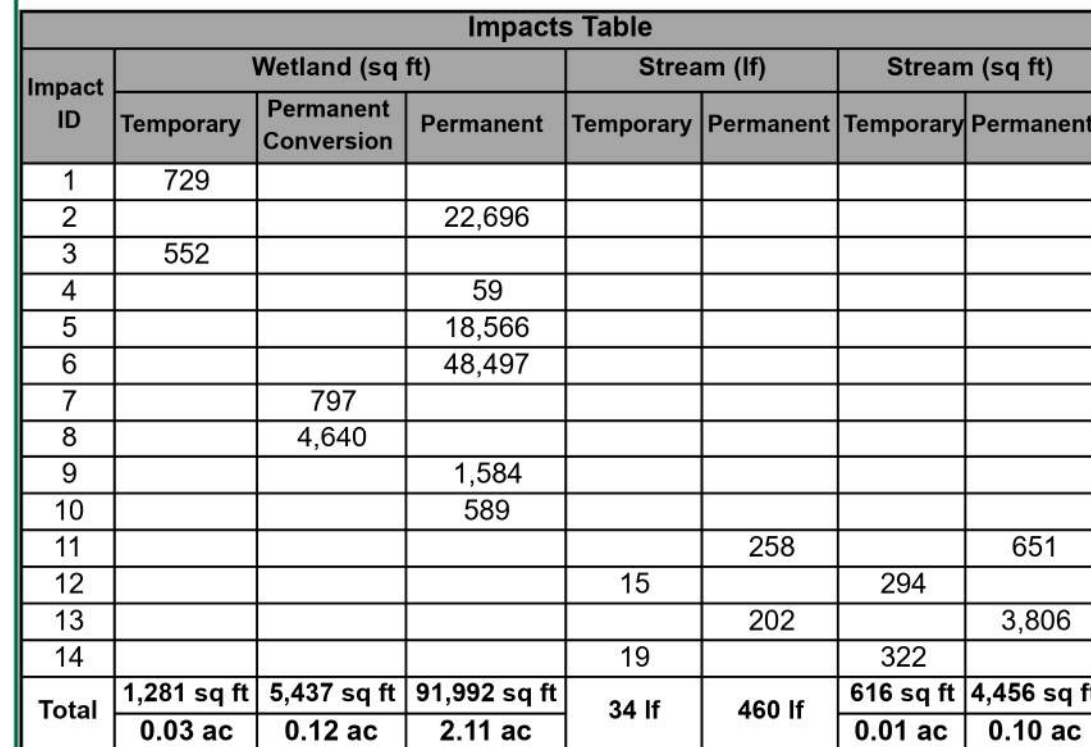 Impacts Table
Impact ID Wetland (sq ft) Stream (lf) Stream (sq ft)
Temporary Permanent Conversion Permanent Temporary Permanent Temporary Permanent
1 729
2 22,696
3 552
4 59
5 18,566
6 48,497
7 797
8 4,640
9 1,584
10 589
11 258 651
12 15 294
13 202 3,806
14 19 322
Total 1,281 sq ft 5,437 sq ft 91,992 sq ft 34 lf 460 lf 616 sq ft 4,456 sq ft
0.03 ac 0.12 ac 2.11 ac 0.01 ac 0.10 ac